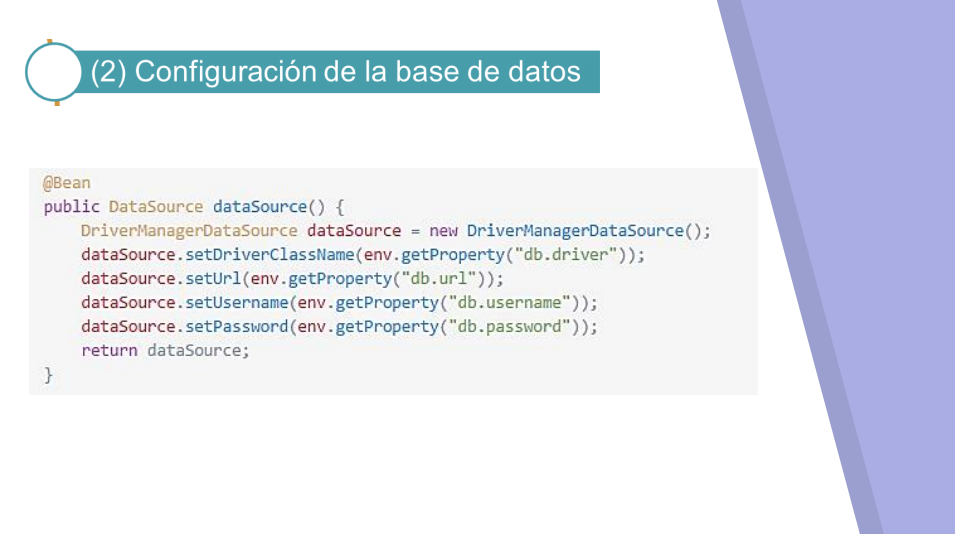 (2) Configuración de la base de datos
@Bean
public DataSource dataSource() {
    DriverManagerDataSource dataSource = new DriverManagerDataSource();
    dataSource.setDriverClassName(env.getProperty("db.driver"));
    dataSource.setUrl(env.getProperty("db.url"));
    dataSource.setUsername(env.getProperty("db.username"));
    dataSource.setPassword(env.getProperty("db.password"));
    return dataSource;
}